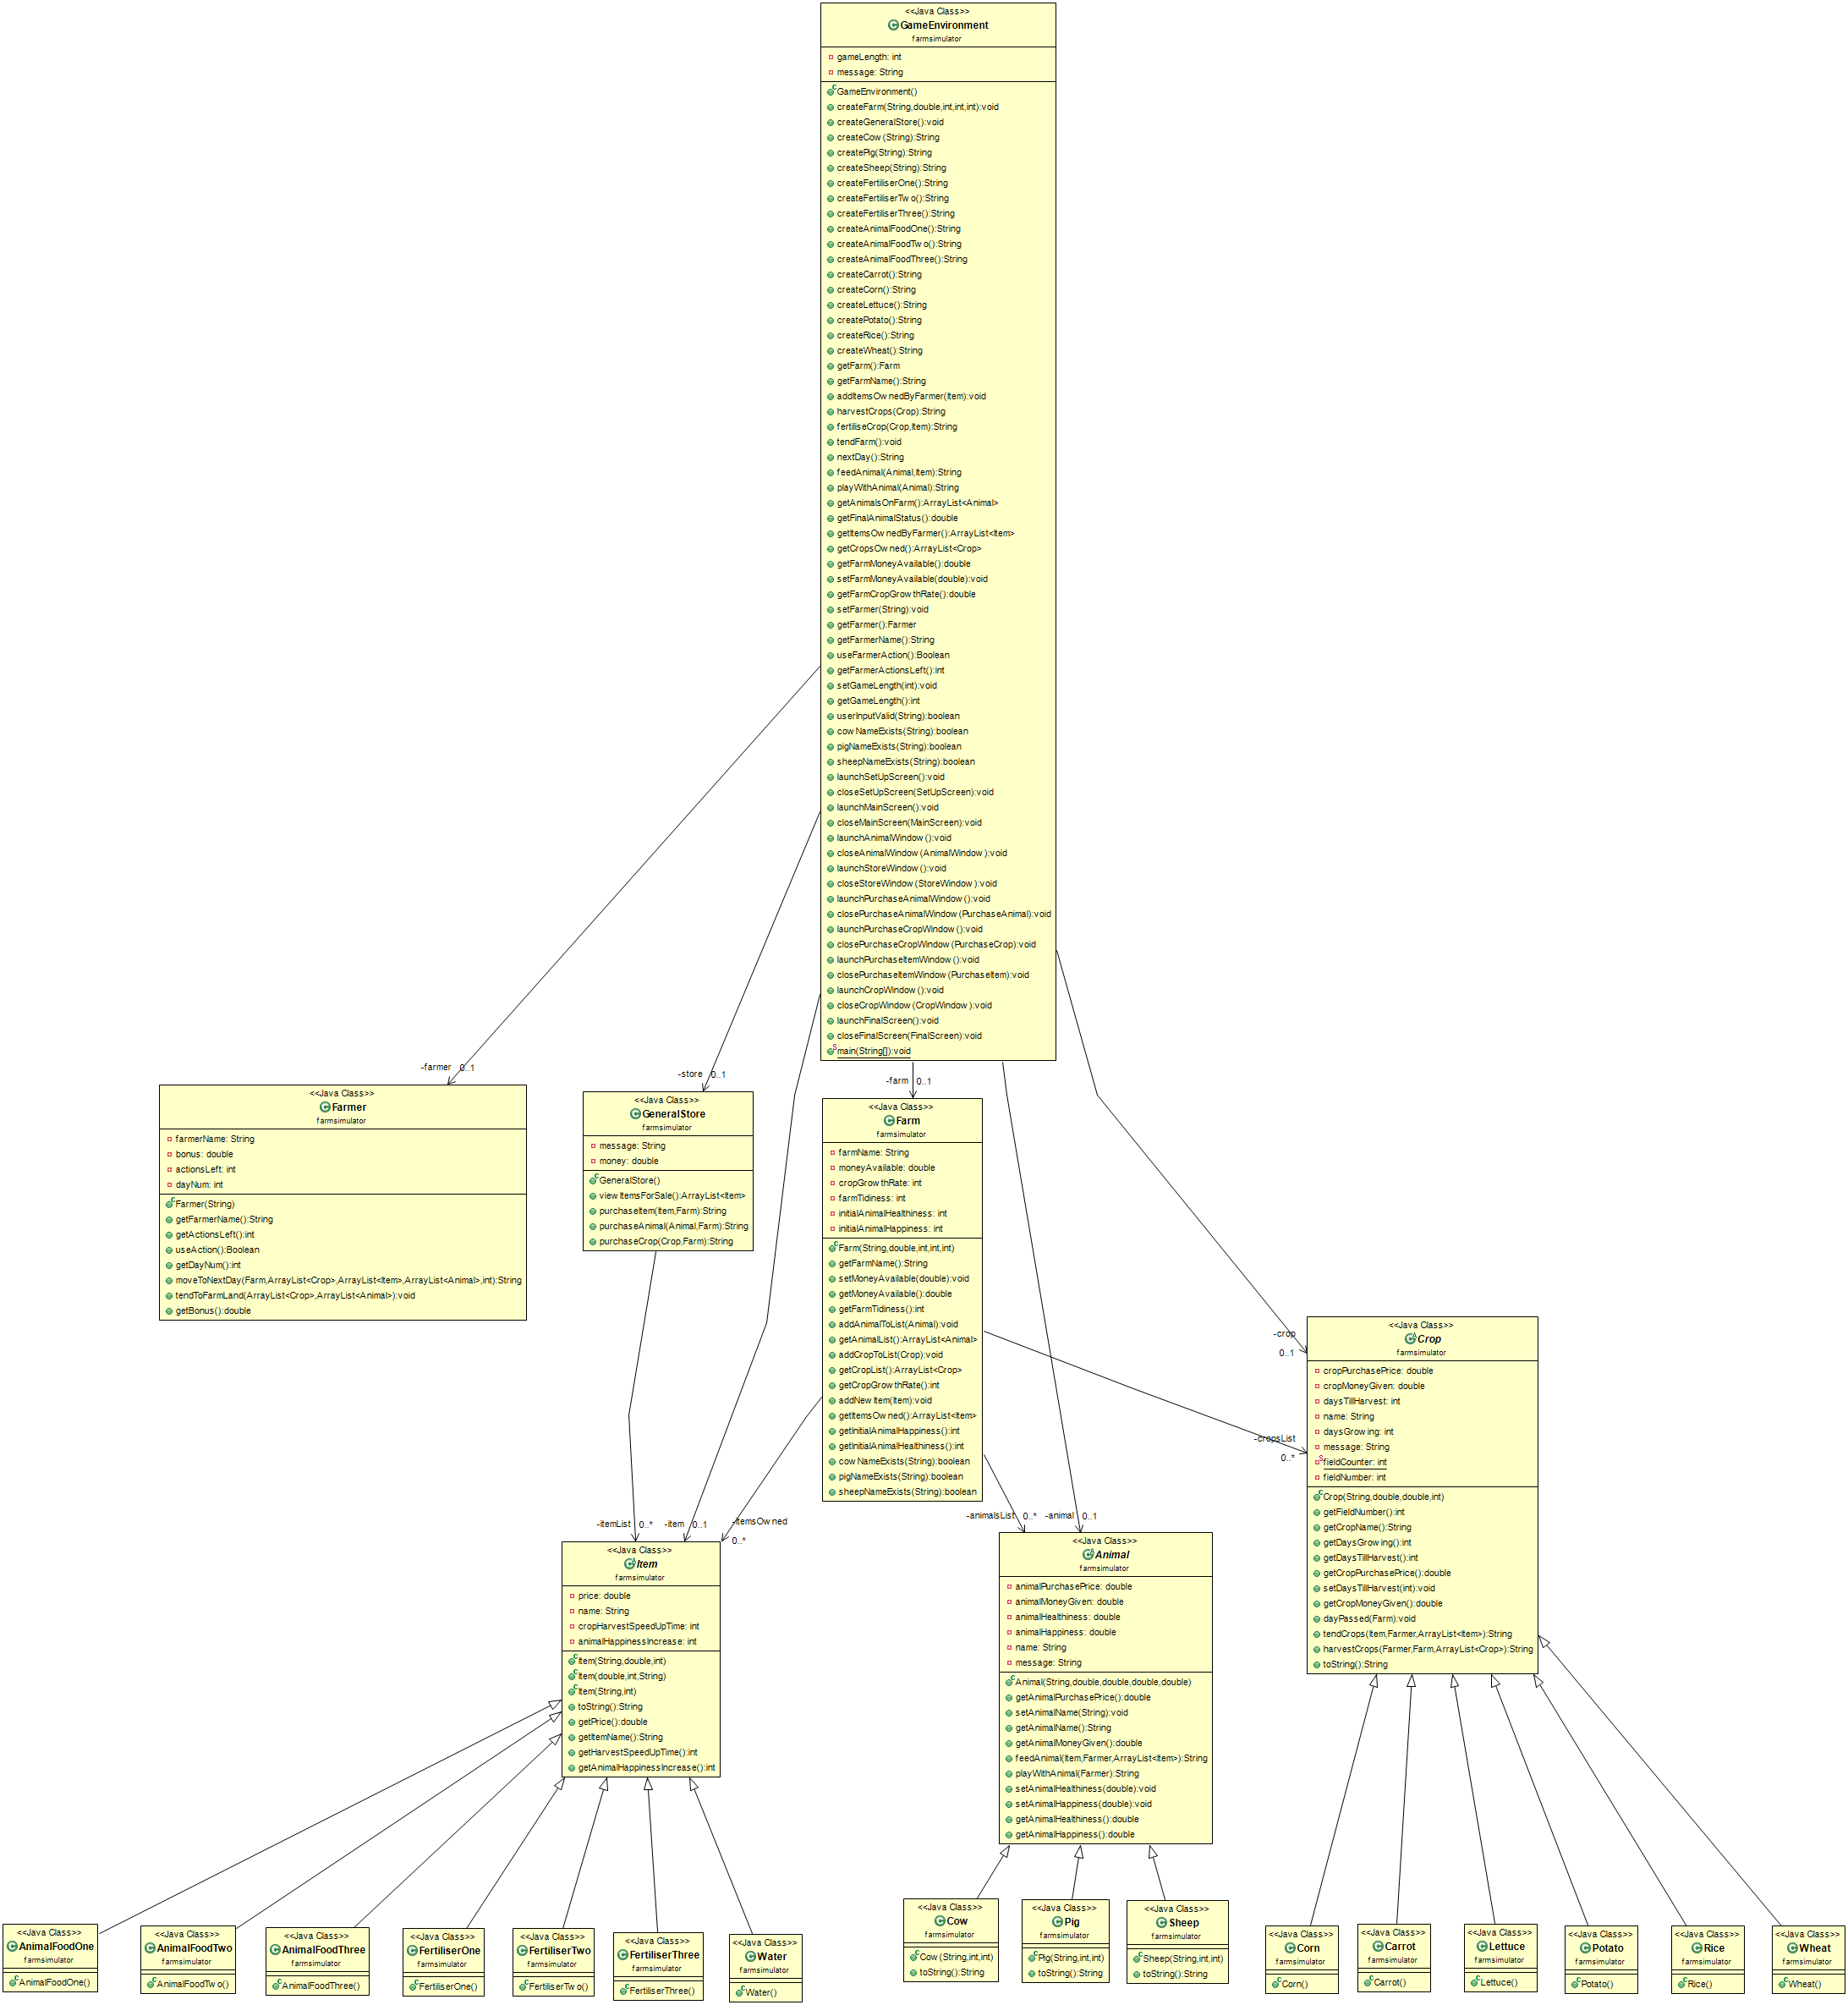 <<Java Class>>
GameEnvironment
farmsimulator
gameLength: int
message: String
GameEnvironment()
createFarm(String,double,int,int,int):void
createGeneralStore():void
createCow(String):String
createPig(String):String
createSheep(String):String
createFertiliserOne():String
createFertiliserTwo():String
createFertiliserThree():String
createAnimalFoodOne():String
createAnimalFoodTwo():String
createAnimalFoodThree():String
createCarrot():String
createCorn():String
createLettuce():String
createPotato():String
createRice():String
createWheat():String
getFarm():Farm
getFarmName():String
addItemsOwnedByFarmer(Item):void
harvestCrops(Crop):String
fertiliseCrop(Crop,Item):String
tendFarm():void
nextDay():String
feedAnimal(Animal,Item):String
playWithAnimal(Animal):String
getAnimalsOnFarm():ArrayList<Animal>
getFinalAnimalStatus():double
getItemsOwnedByFarmer():ArrayList<Item>
getCropsOwned():ArrayList<Crop>
getFarmMoneyAvailable():double
setFarmMoneyAvailable(double):void
getFarmCropGrowthRate():double
setFarmer(String):void
getFarmer():Farmer
getFarmerName():String
useFarmerAction():Boolean
getFarmerActionsLeft():int
setGameLength(int):void
getGameLength():int
userInputValid(String):boolean
cowNameExists(String):boolean
pigNameExists(String):boolean
sheepNameExists(String):boolean
launchSetUpScreen():void
closeSetUpScreen(SetUpScreen):void
launchMainScreen():void
closeMainScreen(MainScreen):void
launchAnimalWindow():void
closeAnimalWindow(AnimalWindow):void
launchStoreWindow():void
closeStoreWindow(StoreWindow):void
launchPurchaseAnimalWindow():void
closePurchaseAnimalWindow(PurchaseAnimal):void
launchPurchaseCropWindow():void
closePurchaseCropWindow(PurchaseCrop):void
launchPurchaseItemWindow():void
closePurchaseItemWindow(PurchaseItem):void
launchCropWindow():void
closeCropWindow(CropWindow):void
launchFinalScreen():void
closeFinalScreen(FinalScreen):void
main(String[]):void
-farmer 0..1
-store 0..1
-farm 0..1
<<Java Class>>
Farmer
farmsimulator
farmerName: String
bonus: double
actionsLeft: int
dayNum: int
Farmer(String)
getFarmerName():String
getActionsLeft():int
useAction():Boolean
getDayNum():int
moveToNextDay(Farm,ArrayList<Crop>,ArrayList<Item>,ArrayList<Animal>,int):String
tendToFarmLand(ArrayList<Crop>,ArrayList<Animal>):void
getBonus():double
<<Java Class>>
GeneralStore
farmsimulator
message: String
money: double
GeneralStore()
viewItemsForSale():ArrayList<Item>
purchaseItem(Item,Farm):String
purchaseAnimal(Animal,Farm):String
purchaseCrop(Crop,Farm):String
<<Java Class>>
Farm
farmsimulator
farmName: String
moneyAvailable: double
cropGrowthRate: int
farmTidiness: int
initialAnimalHealthiness: int
initialAnimalHappiness: int
Farm(String,double,int,int,int)
getFarmName():String
setMoneyAvailable(double):void
getMoneyAvailable():double
getFarmTidiness():int
addAnimalToList(Animal):void
getAnimalList():ArrayList<Animal>
addCropToList(Crop):void
getCropList():ArrayList<Crop>
getCropGrowthRate():int
addNewItem(Item):void
getItemsOwned():ArrayList<Item>
getInitialAnimalHappiness():int
getInitialAnimalHealthiness():int
cowNameExists(String):boolean
pigNameExists(String):boolean
sheepNameExists(String):boolean
-crop
0..1
-cropsList
0..*
<<Java Class>>
Crop
farmsimulator
cropPurchasePrice: double
cropMoneyGiven: double
daysTillHarvest: int
name: String
daysGrowing: int
message: String
fieldCounter: int
fieldNumber: int
Crop(String,double,double,int)
getFieldNumber():int
getCropName():String
getDaysGrowing():int
getDaysTillHarvest():int
getCropPurchasePrice():double
setDaysTillHarvest(int):void
getCropMoneyGiven():double
dayPassed(Farm):void
tendCrops(Item,Farmer,ArrayList<Item>):String
harvestCrops(Farmer,Farm,ArrayList<Crop>):String
toString():String
-itemList 0..*
-item 0..1
-itemsOwned
0..*
-animalsList 0..*
-animal 0..1
<<Java Class>>
Item
farmsimulator
price: double
name: String
cropHarvestSpeedUpTime: int
animalHappinessIncrease: int
Item(String,double,int)
Item(double,int,String)
Item(String,int)
toString():String
getPrice():double
getItemName():String
getHarvestSpeedUpTime():int
getAnimalHappinessIncrease():int
<<Java Class>>
Animal
farmsimulator
animalPurchasePrice: double
animalMoneyGiven: double
animalHealthiness: double
animalHappiness: double
name: String
message: String
Animal(String,double,double,double,double)
getAnimalPurchasePrice():double
setAnimalName(String):void
getAnimalName():String
getAnimalMoneyGiven():double
feedAnimal(Item,Farmer,ArrayList<Item>):String
playWithAnimal(Farmer):String
setAnimalHealthiness(double):void
setAnimalHappiness(double):void
getAnimalHealthiness():double
getAnimalHappiness():double
<<Java Class>>
AnimalFoodOne
farmsimulator
AnimalFoodOne()
<<Java Class>>
AnimalFoodTwo
farmsimulator
AnimalFoodTwo()
<<Java Class>>
AnimalFoodThree
farmsimulator
AnimalFoodThree()
<<Java Class>>
FertiliserOne
farmsimulator
FertiliserOne()
<<Java Class>>
FertiliserTwo
farmsimulator
FertiliserTwo()
<<Java Class>>
FertiliserThree
farmsimulator
FertiliserThree()
<<Java Class>>
Water
farmsimulator
Water()
<<Java Class>>
Cow
farmsimulator
Cow(String,int,int)
toString():String
<<Java Class>>
Pig
farmsimulator
Pig(String,int,int)
toString():String
<<Java Class>>
Sheep
farmsimulator
Sheep(String,int,int)
toString():String
<<Java Class>>
Corn
farmsimulator
Corn()
<<Java Class>>
Carrot
farmsimulator
Carrot()
<<Java Class>>
Lettuce
farmsimulator
Lettuce()
<<Java Class>>
Potato
farmsimulator
Potato()
<<Java Class>>
Rice
farmsimulator
Rice()
<<Java Class>>
Wheat
farmsimulator
Wheat()